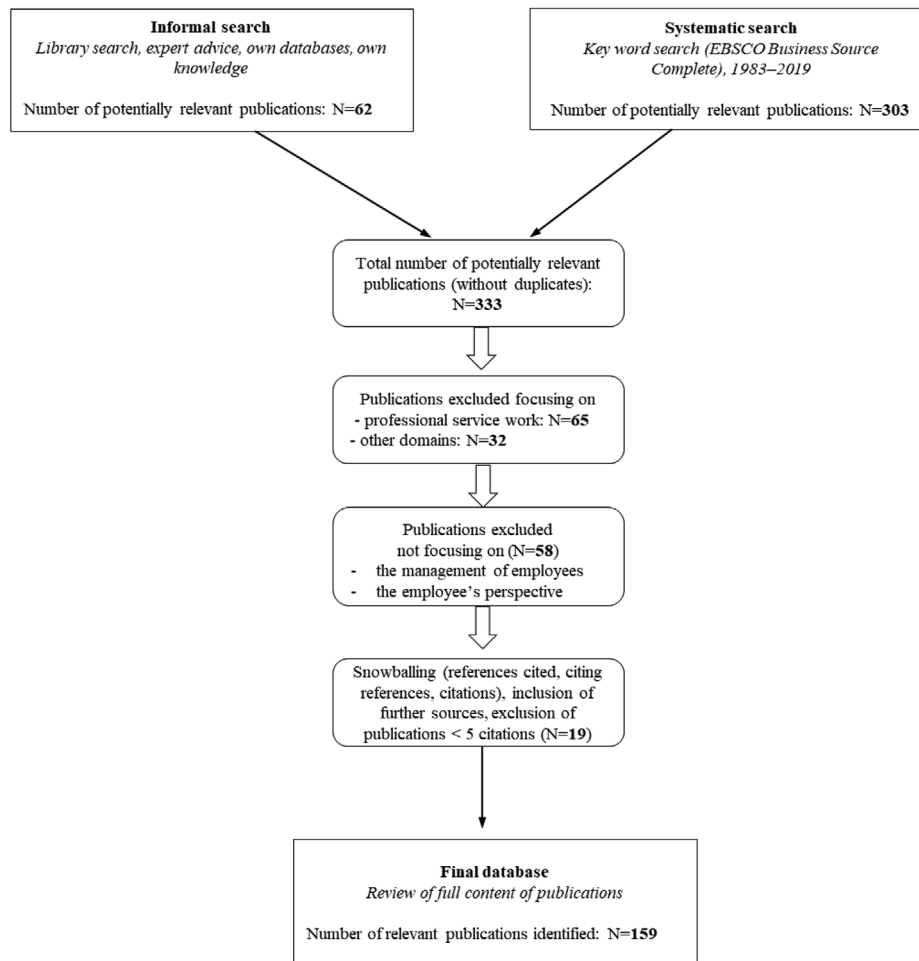 Informal search
Library search, expert advice, own databases, own
knowledge
Number of potentially relevant publications: N=62
Systematic search
Key word search (EBSCO Business Source
Complete), 1983–2019
Number of potentially relevant publications: N=303
Total number of potentially relevant
publications (without duplicates):
N=333
Publications excluded focusing on
- professional service work: N=65
- other domains: N=32
Publications excluded
not focusing on (N=58)
- the management of employees
- the employee's perspective
Snowballing (references cited, citing
references, citations), inclusion of
further sources, exclusion of
publications < 5 citations (N=19)
Final database
Review of full content of publications
Number of relevant publications identified: N=159